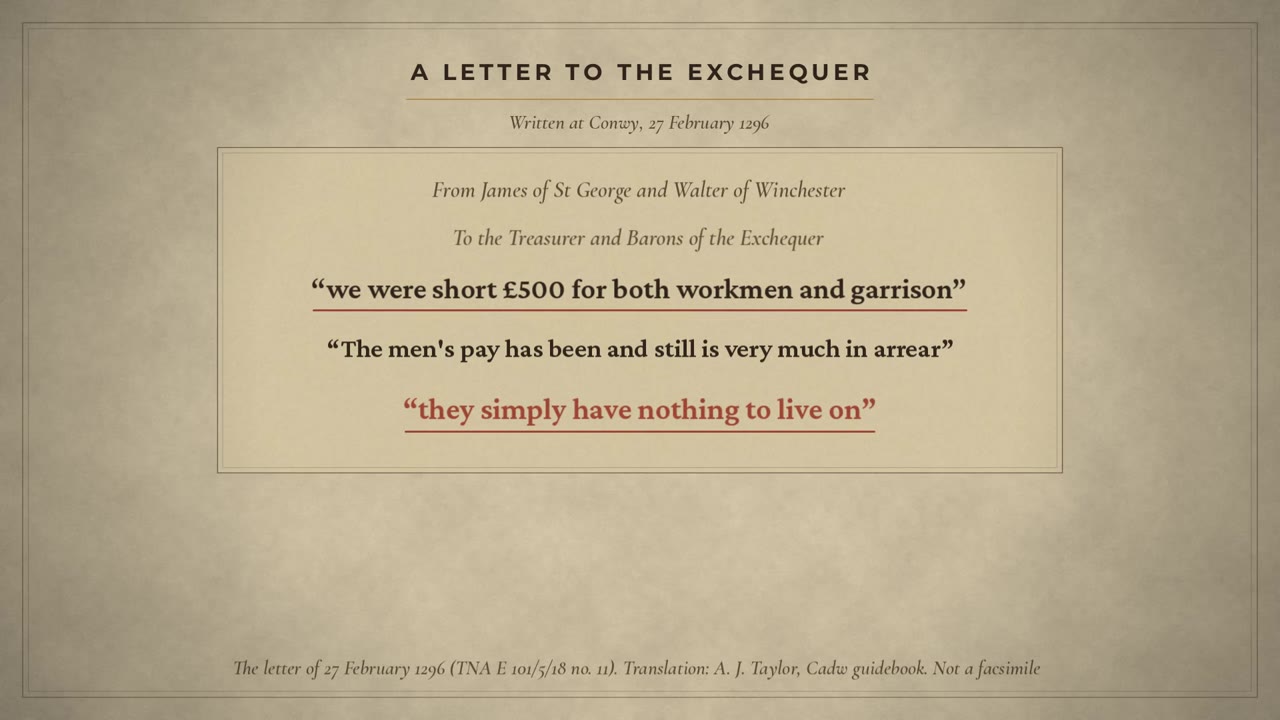 A LETTER TO THE EXCHEQUER
Written at Conwy, 27 February 1296
From James of St George and Walter of Winchester
To the Treasurer and Barons of the Exchequer
“we were short £500 for both workmen and garrison”
“The men's pay has been and still is very much in arrear”
“they simply have nothing to live on”
The letter of 27 February 1296 (TNA E 101/5/18 no. 11). Translation: A. J. Taylor, Cadw guidebook. Not a facsimile